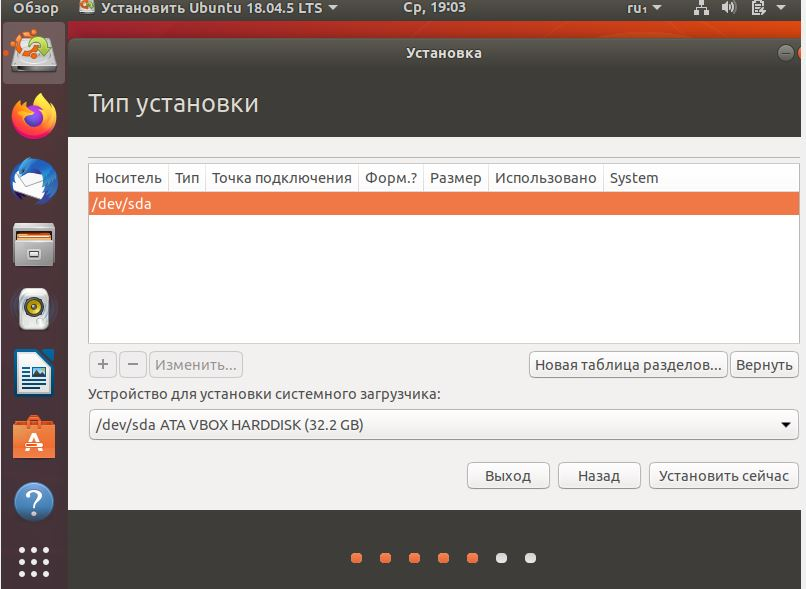 Обзор Установить Ubuntu 18.04.5 LTS Ср, 19:03 ru₁
Установка
Тип установки
Носитель Тип Точка подключения Форм.? Размер Использовано System
/dev/sda
+ − Изменить... Новая таблица разделов... Вернуть
Устройство для установки системного загрузчика:
/dev/sda ATA VBOX HARDDISK (32.2 GB)
Выход Назад Установить сейчас